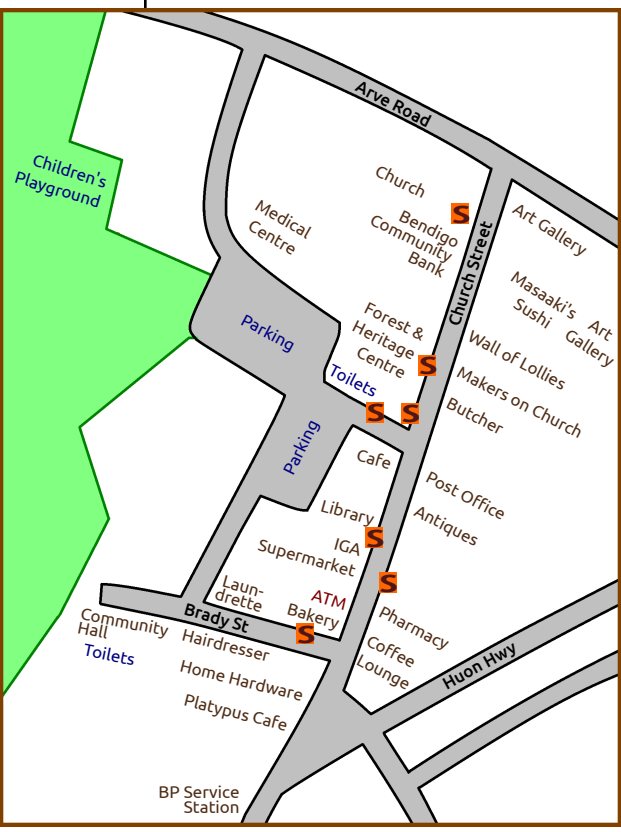 Arve Road
Children's
Playground
Church
S
Medical
Centre
Bendigo
Community
Bank
Church Street
Art Gallery
Masaaki's
Sushi
Art
Gallery
Parking
Forest &
Heritage
Centre
S
Wall of Lollies
Toilets
Makers on Church
S
S
Butcher
Parking
Cafe
Post Office
Library
Antiques
S
IGA
Supermarket
S
Laun-
drette
ATM
Bakery
Brady St
S
Pharmacy
Community
Hall
Toilets
Hairdresser
Coffee
Lounge
Huon Hwy
Home Hardware
Platypus Cafe
BP Service
Station